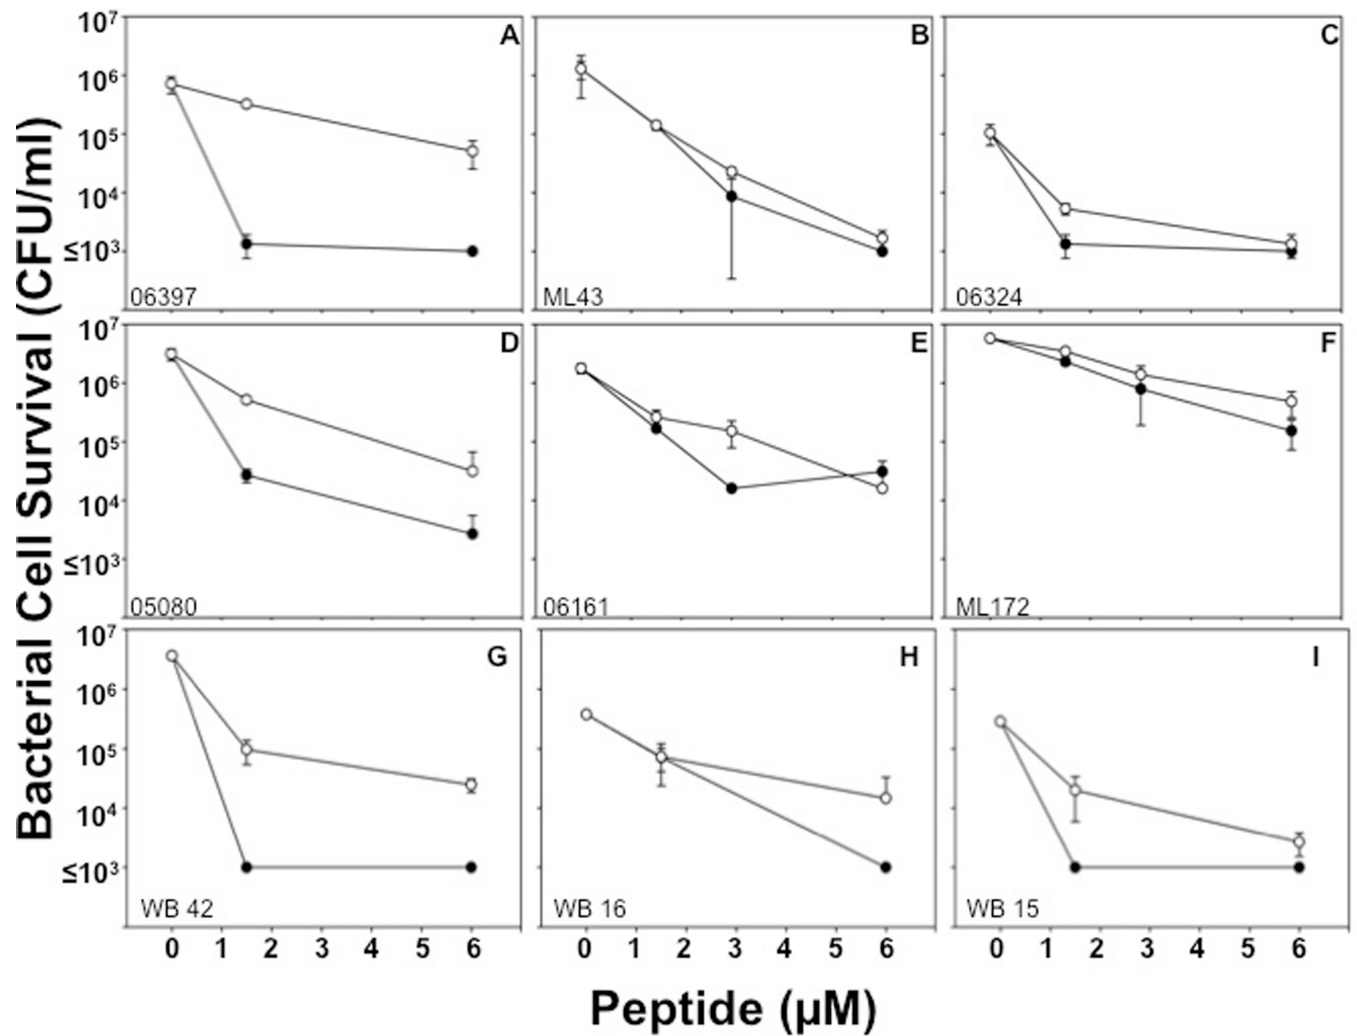 Bacterial Cell Survival (CFU/ml)
10⁷
10⁶
10⁵
10⁴
≤10³
A
06397
B
ML43
C
06324
10⁷
10⁶
10⁵
10⁴
≤10³
D
05080
E
06161
F
ML172
10⁷
10⁶
10⁵
10⁴
≤10³
G
WB 42
H
WB 16
I
WB 15
0 1 2 3 4 5 6
0 1 2 3 4 5 6
0 1 2 3 4 5 6
Peptide (µM)